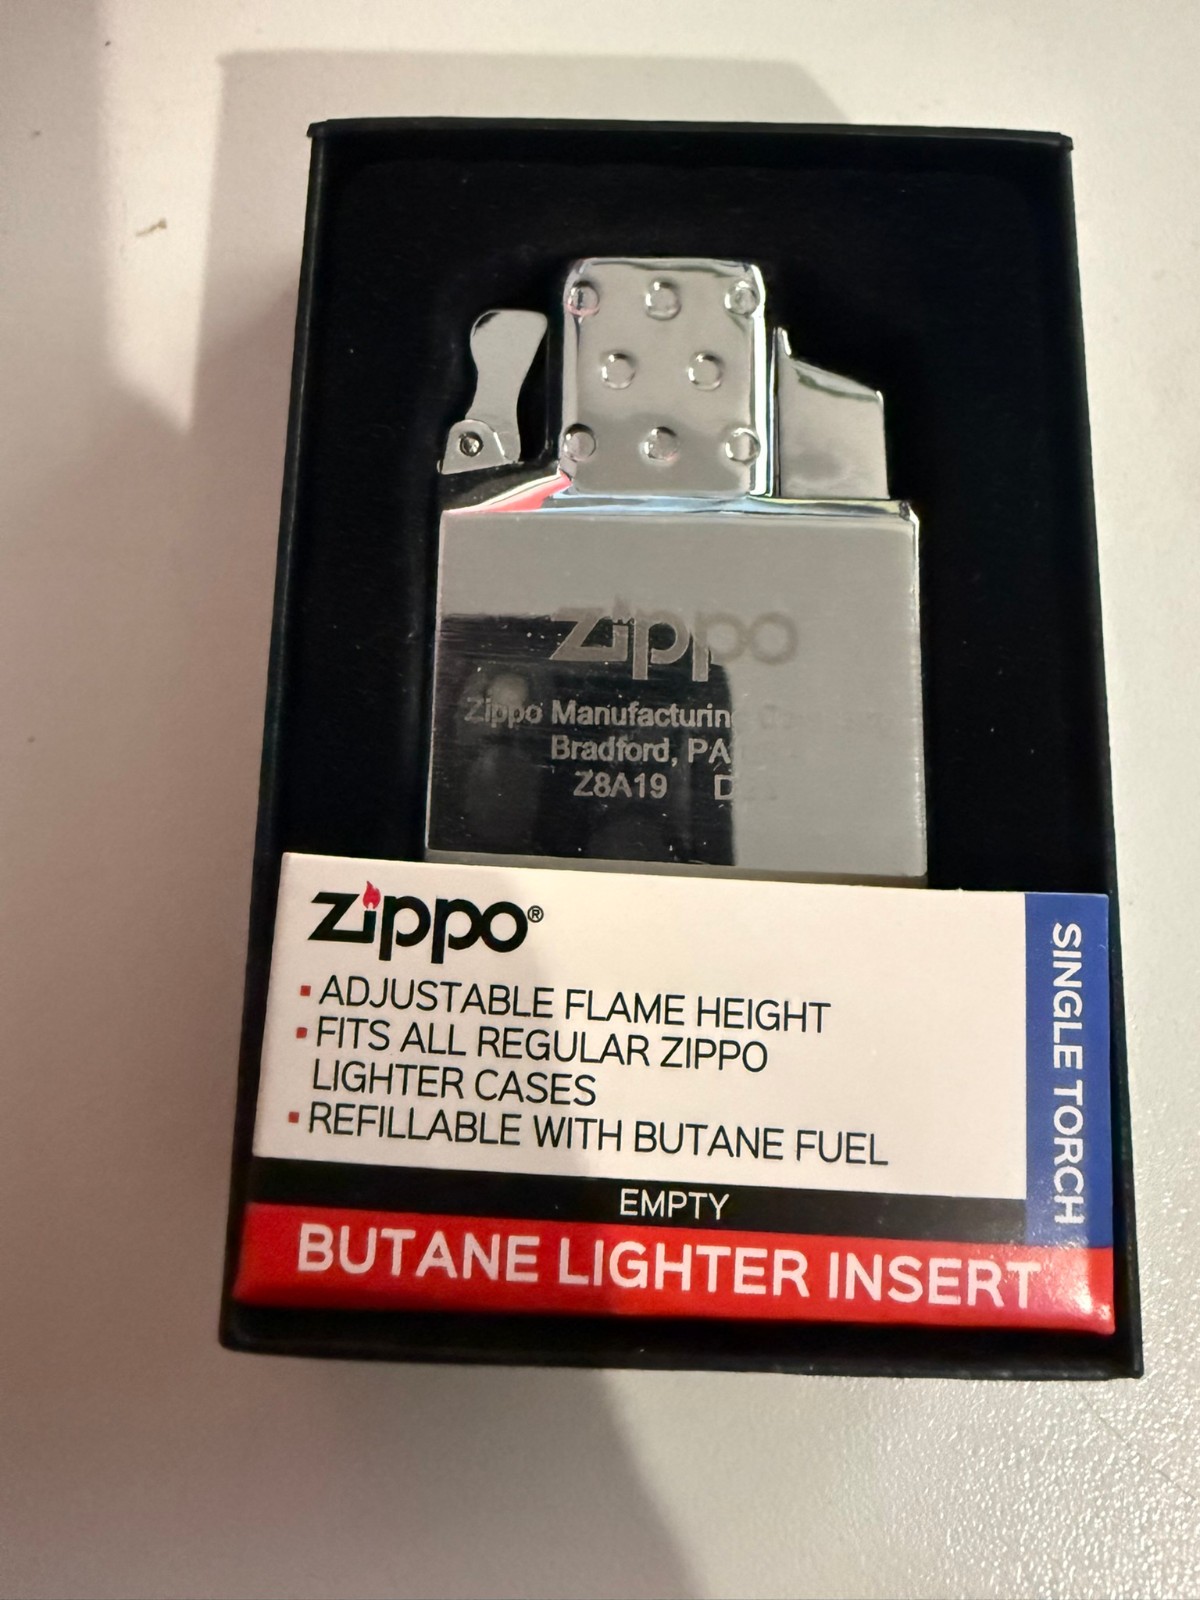 zippo
Zippo Manufacturing
Bradford, PA
Z8A19
zippo®
▪ ADJUSTABLE FLAME HEIGHT
▪ FITS ALL REGULAR ZIPPO
LIGHTER CASES
▪ REFILLABLE WITH BUTANE FUEL
SINGLE TORCH
EMPTY
BUTANE LIGHTER INSERT